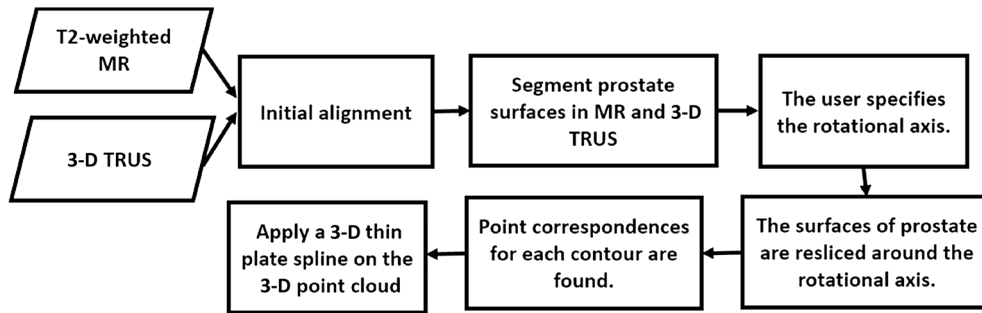 T2-weighted
MR
3-D TRUS
Initial alignment
Segment prostate
surfaces in MR and 3-D
TRUS
The user specifies
the rotational axis.
The surfaces of prostate
are resliced around the
rotational axis.
Point correspondences
for each contour are
found.
Apply a 3-D thin
plate spline on the
3-D point cloud